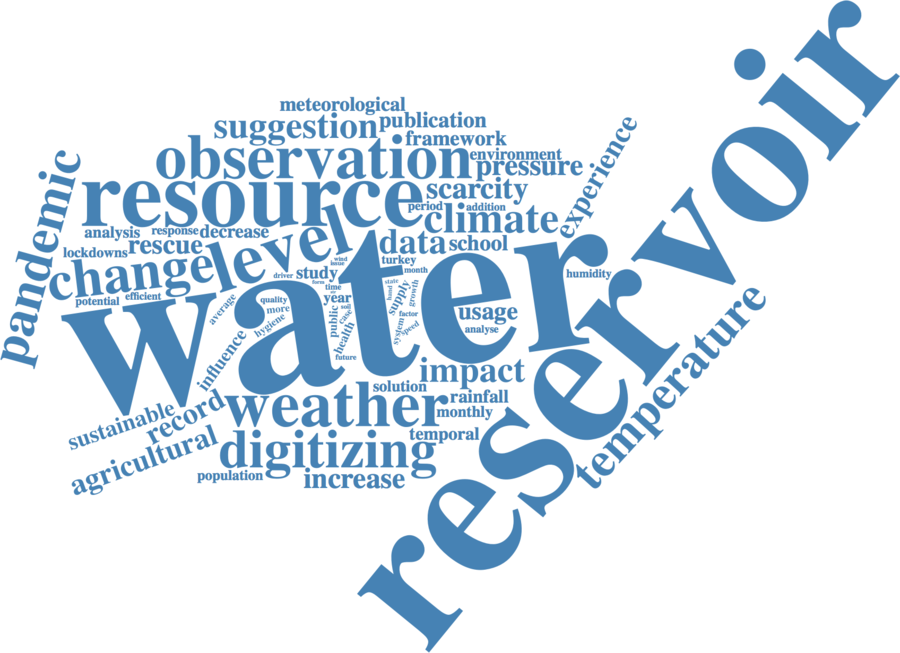 meteorological
suggestion
publication
observation
framework
environment
pressure
experience
resource
scarcity
period
addition
climate
pandemic
analysis
response
decrease
lockdowns
rescue
level
data
school
change
driver
study
wind
issue
turkey
month
humidity
form
time
state
hand
supply
growth
potential
efficient
average
quality
more
hygiene
year
public
soil
case
health
future
factor
system
speed
usage
analyse
water
reservoir
temperature
influence
impact
solution
rainfall
monthly
weather
sustainable
record
temporal
agricultural
digitizing
population
increase